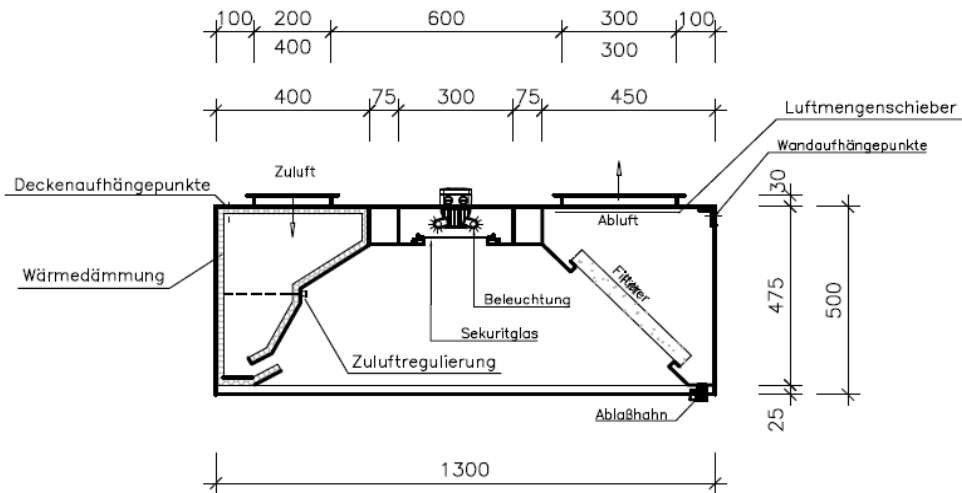 100 200 600 300 100
400 300
400 75 300 75 450
Luftmengenschieber
Wandaufhängepunkte
Zuluft
Deckenaufhängepunkte
30
Abluft
Wärmedämmung
Beleuchtung
475
500
Sekuritglas
Zuluftregulierung
Ablaßhahn
25
1300